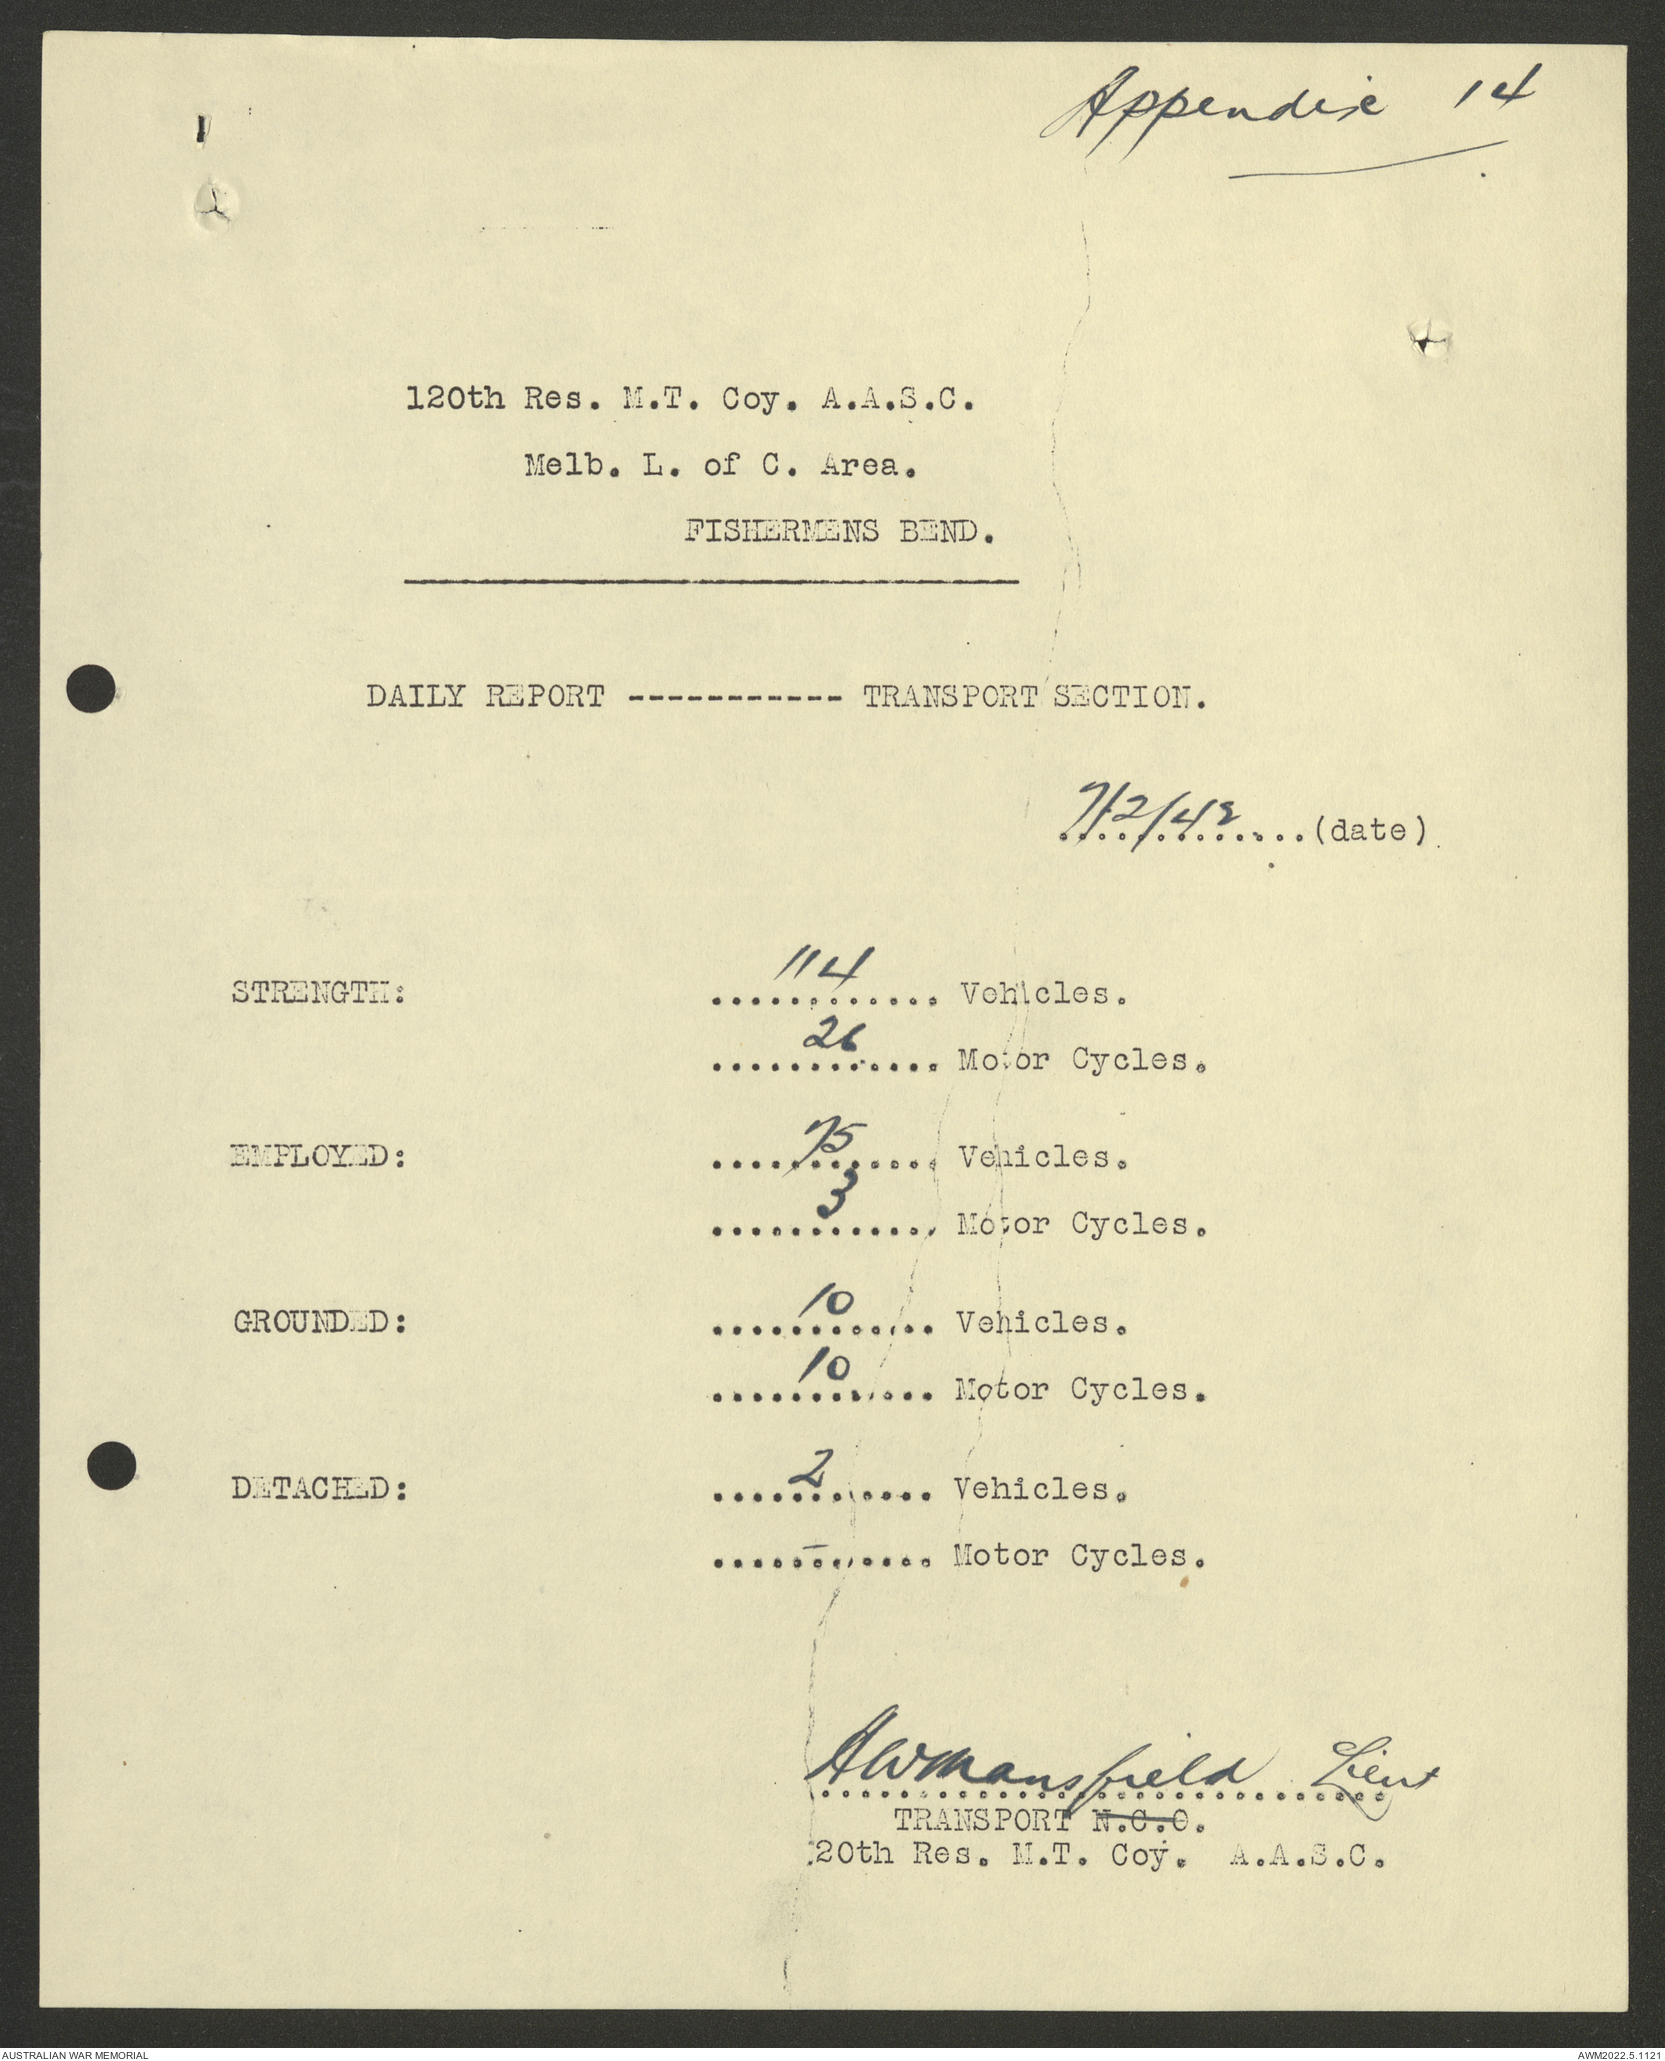 Appendix 14
120th Res. M.T. Coy. A.A.S.C.
Melb. L. of C. Area.
FISHERMENS BEND.
DAILY REPORT ----------- TRANSPORT SECTION.
7/2/42............(date)
STRENGTH: ....114........ Vehicles.
....26........ Motor Cycles.
EMPLOYED: ....75........ Vehicles.
....3........ Motor Cycles.
GROUNDED: ....10........ Vehicles.
....10........ Motor Cycles.
DETACHED: ....2........ Vehicles.
....-........ Motor Cycles.
AWMansfield Lieut
TRANSPORT N.C.O.
120th Res. M.T. Coy. A.A.S.C.
AUSTRALIAN WAR MEMORIAL
AWM2022.5.1121